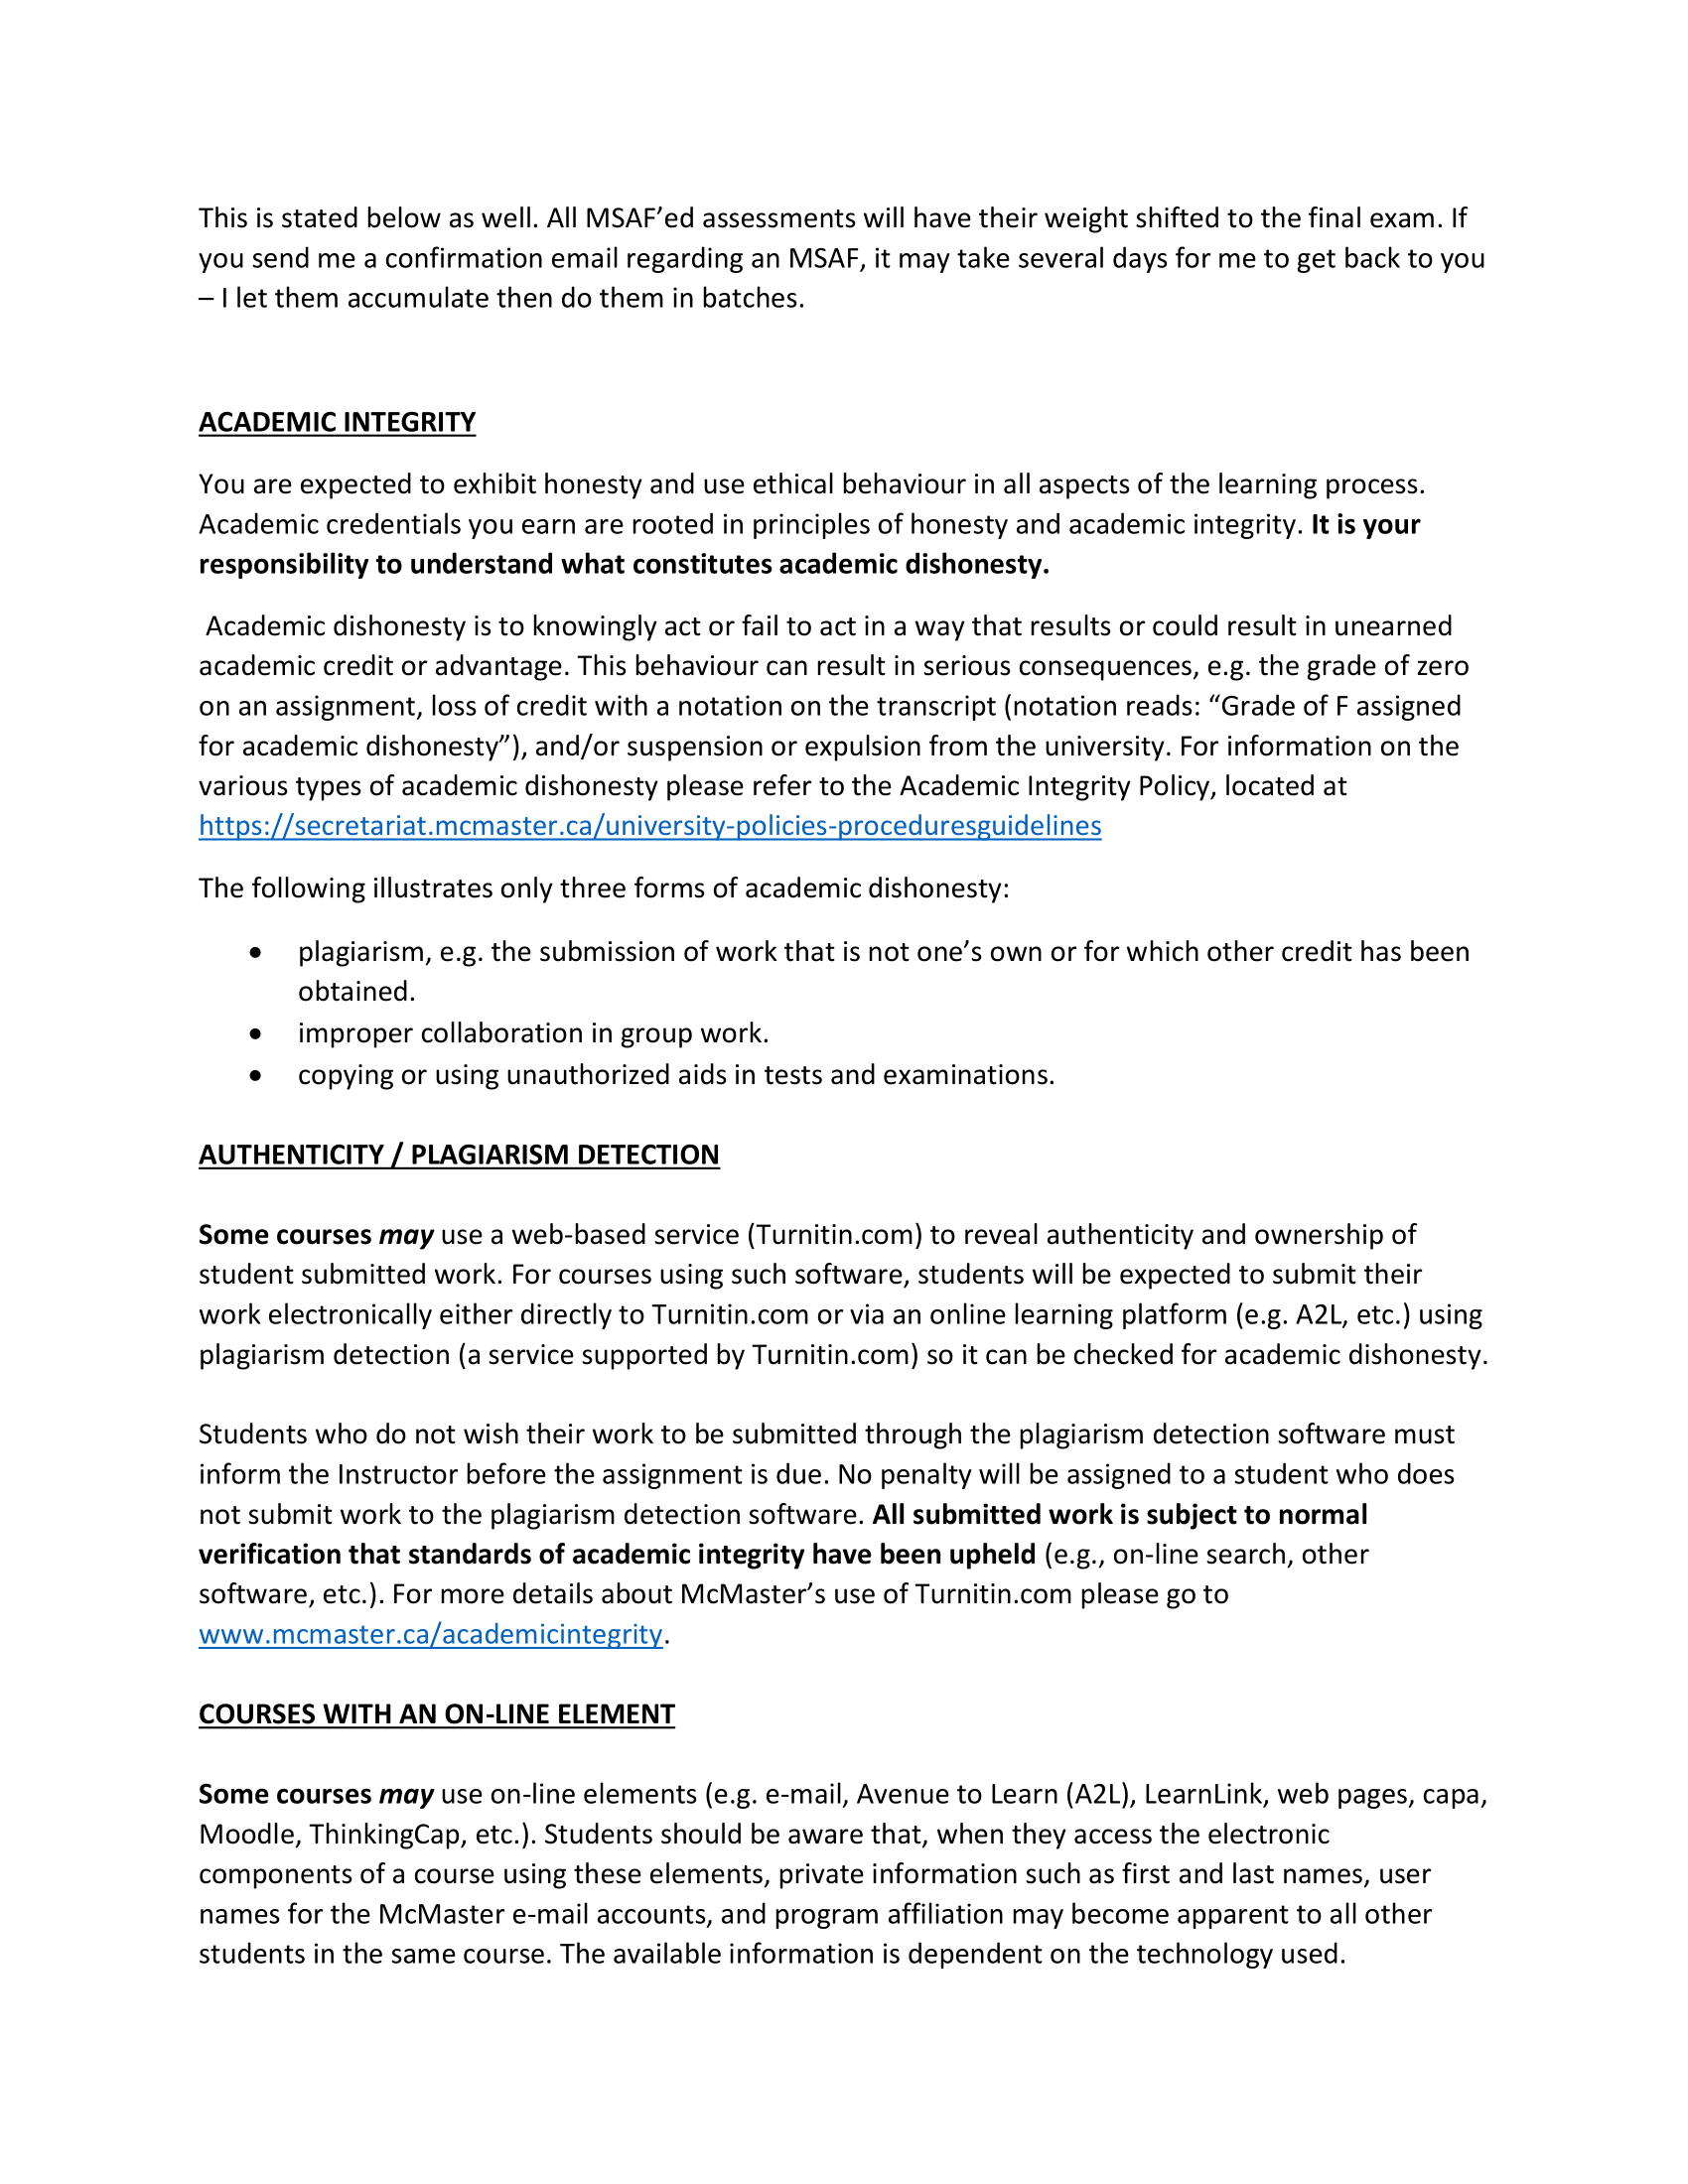 This is stated below as well. All MSAF’ed assessments will have their weight shifted to the final exam. If
you send me a confirmation email regarding an MSAF, it may take several days for me to get back to you
– I let them accumulate then do them in batches.
ACADEMIC INTEGRITY
You are expected to exhibit honesty and use ethical behaviour in all aspects of the learning process.
Academic credentials you earn are rooted in principles of honesty and academic integrity. It is your
responsibility to understand what constitutes academic dishonesty.
Academic dishonesty is to knowingly act or fail to act in a way that results or could result in unearned
academic credit or advantage. This behaviour can result in serious consequences, e.g. the grade of zero
on an assignment, loss of credit with a notation on the transcript (notation reads: “Grade of F assigned
for academic dishonesty”), and/or suspension or expulsion from the university. For information on the
various types of academic dishonesty please refer to the Academic Integrity Policy, located at
https://secretariat.mcmaster.ca/university-policies-proceduresguidelines
The following illustrates only three forms of academic dishonesty:
• plagiarism, e.g. the submission of work that is not one’s own or for which other credit has been
obtained.
• improper collaboration in group work.
• copying or using unauthorized aids in tests and examinations.
AUTHENTICITY / PLAGIARISM DETECTION
Some courses may use a web-based service (Turnitin.com) to reveal authenticity and ownership of
student submitted work. For courses using such software, students will be expected to submit their
work electronically either directly to Turnitin.com or via an online learning platform (e.g. A2L, etc.) using
plagiarism detection (a service supported by Turnitin.com) so it can be checked for academic dishonesty.
Students who do not wish their work to be submitted through the plagiarism detection software must
inform the Instructor before the assignment is due. No penalty will be assigned to a student who does
not submit work to the plagiarism detection software. All submitted work is subject to normal
verification that standards of academic integrity have been upheld (e.g., on-line search, other
software, etc.). For more details about McMaster’s use of Turnitin.com please go to
www.mcmaster.ca/academicintegrity.
COURSES WITH AN ON-LINE ELEMENT
Some courses may use on-line elements (e.g. e-mail, Avenue to Learn (A2L), LearnLink, web pages, capa,
Moodle, ThinkingCap, etc.). Students should be aware that, when they access the electronic
components of a course using these elements, private information such as first and last names, user
names for the McMaster e-mail accounts, and program affiliation may become apparent to all other
students in the same course. The available information is dependent on the technology used.